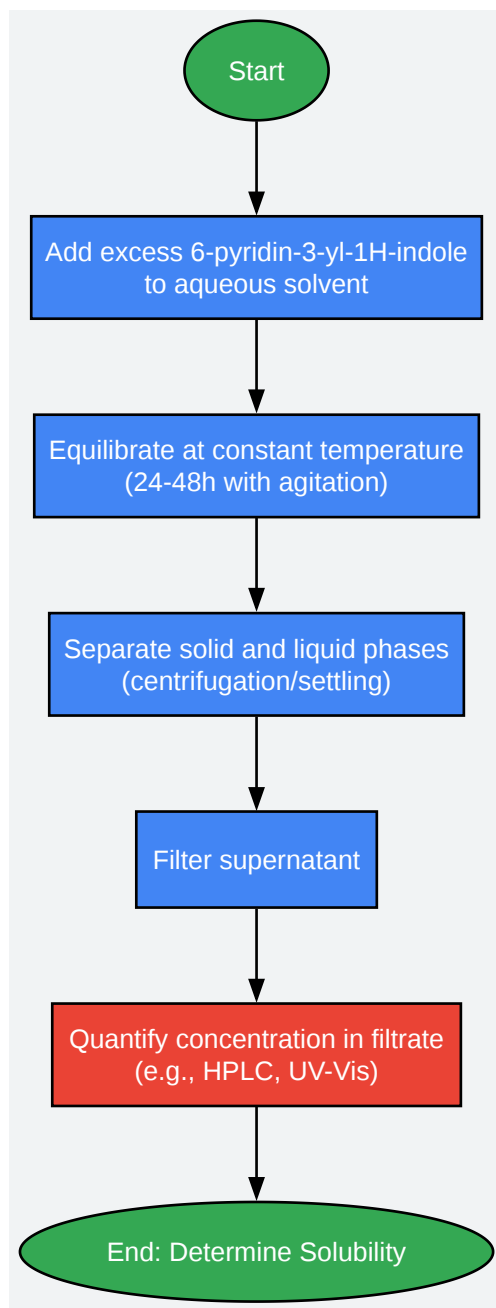 Start
Add excess 6-pyridin-3-yl-1H-indole
to aqueous solvent
Equilibrate at constant temperature
(24-48h with agitation)
Separate solid and liquid phases
(centrifugation/settling)
Filter supernatant
Quantify concentration in filtrate
(e.g., HPLC, UV-Vis)
End: Determine Solubility